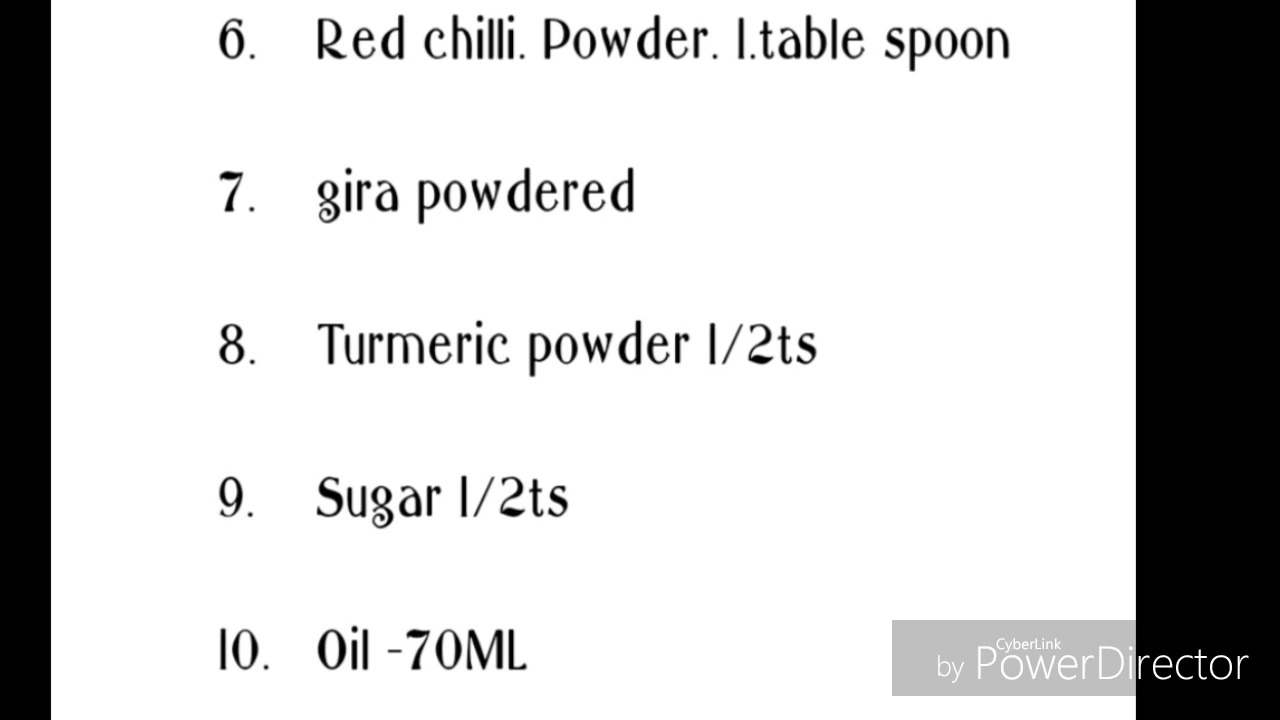 6. Red chilli. Powder. 1.table spoon
7. gira powdered
8. Turmeric powder 1/2ts
9. Sugar 1/2ts
10. Oil -70ML
CyberLink
by PowerDirector